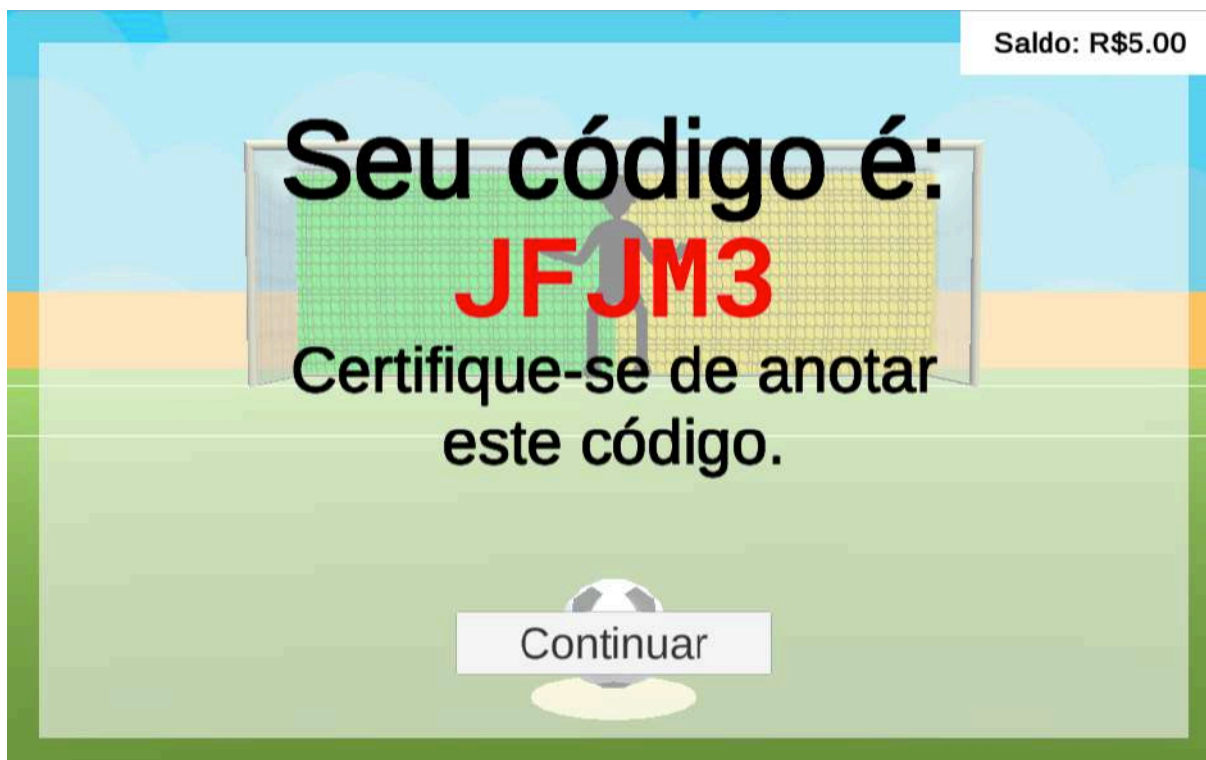 Saldo: R$5.00
Seu código é:
JFJM3
Certifique-se de anotar
este código.
Continuar